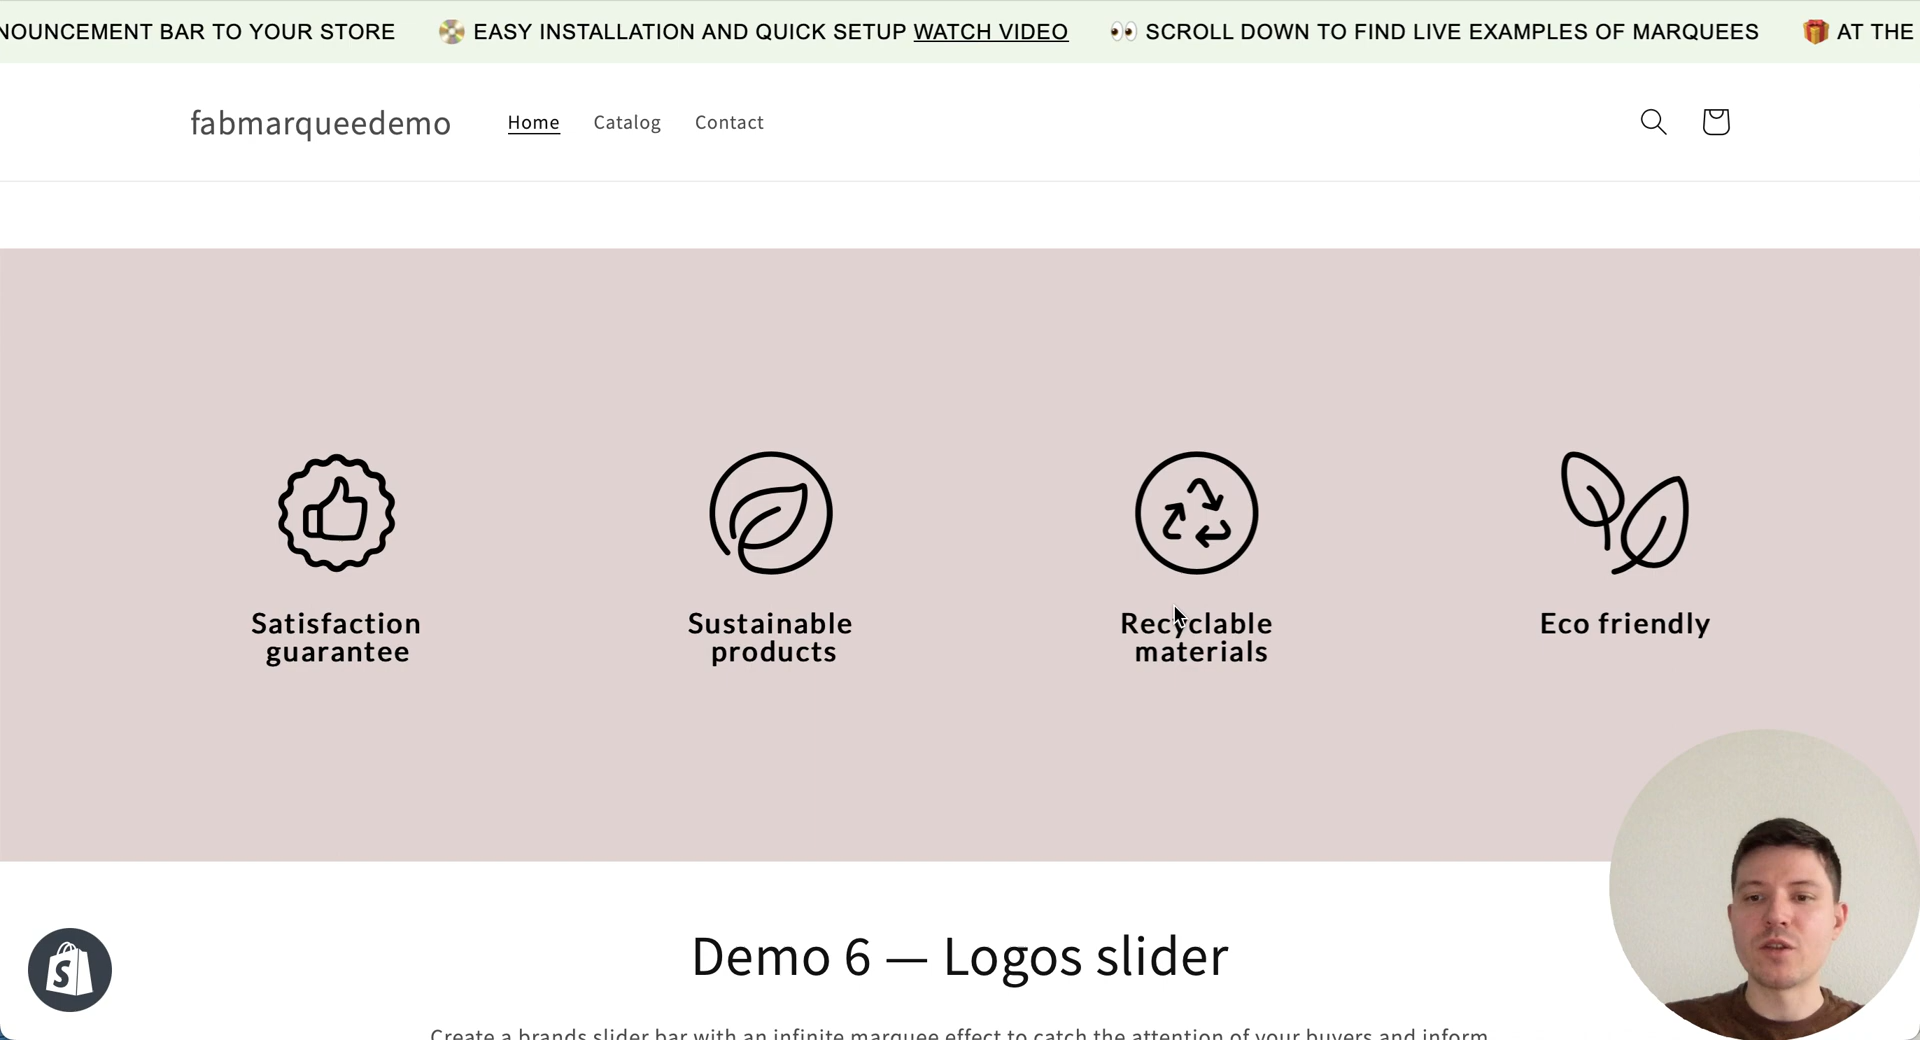 NOUNCEMENT BAR TO YOUR STORE 📀 EASY INSTALLATION AND QUICK SETUP WATCH VIDEO 👀 SCROLL DOWN TO FIND LIVE EXAMPLES OF MARQUEES 🎁 AT THE
fabmarqueedemo Home Catalog Contact
Satisfaction
guarantee
Sustainable
products
Recyclable
materials
Eco friendly
Demo 6 — Logos slider
Create a brands slider bar with an infinite marquee effect to catch the attention of your buyers and inform